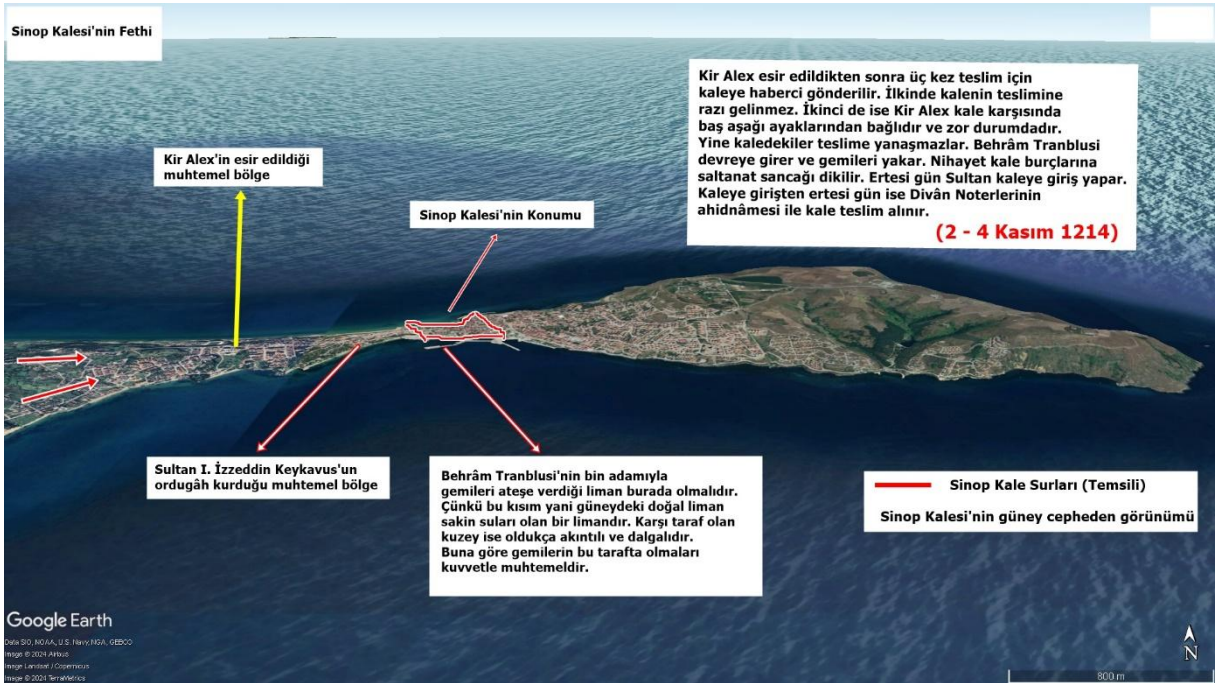 Sinop Kalesi'nin Fethi
Kir Alex esir edildikten sonra üç kez teslim için
kaleye haberci gönderilir. İlkinde kalenin teslimine
razı gelinmez. İkinci de ise Kir Alex kale karşısında
baş aşağı ayaklarından bağlıdır ve zor durumdadır.
Yine kaledekiler teslime yanaşmazlar. Behrâm Tranblusi
devreye girer ve gemileri yakar. Nihayet kale burçlarına
saltanat sancağı dikilir. Ertesi gün Sultan kaleye giriş yapar.
Kaleye girişten ertesi gün ise Divân Noterlerinin
ahidnâmesi ile kale teslim alınır.
(2 - 4 Kasım 1214)
Kir Alex'in esir edildiği
muhtemel bölge
Sinop Kalesi'nin Konumu
Sultan I. İzzeddin Keykavus'un
ordugâh kurduğu muhtemel bölge
Behrâm Tranblusi'nin bin adamıyla
gemileri ateşe verdiği liman burada olmalıdır.
Çünkü bu kısım yani güneydeki doğal liman
sakin suları olan bir limandır. Karşı taraf olan
kuzey ise oldukça akıntılı ve dalgalıdır.
Buna göre gemilerin bu tarafta olmaları
kuvvetle muhtemeldir.
Sinop Kale Surları (Temsili)
Sinop Kalesi'nin güney cepheden görünümü
Google Earth
Data SIO, NOAA, U.S. Navy, NGA, GEBCO
Image © 2024 Airbus
Image Landsat / Copernicus
Image © 2024 TerraMetrics
N
800 m